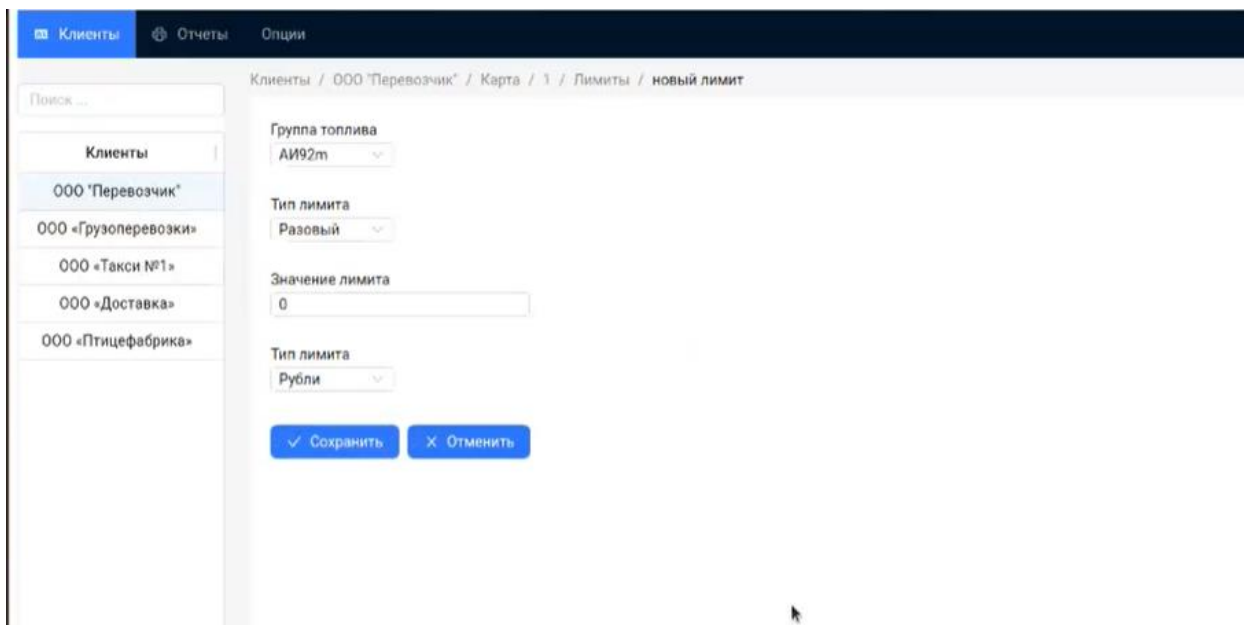 Клиенты Отчеты Опции
Поиск ...
Клиенты
ООО "Перевозчик"
ООО «Грузоперевозки»
ООО «Такси №1»
ООО «Доставка»
ООО «Птицефабрика»
Клиенты / ООО "Перевозчик" / Карта / 1 / Лимиты / новый лимит
Группа топлива
АИ92m
Тип лимита
Разовый
Значение лимита
0
Тип лимита
Рубли
Сохранить Отменить